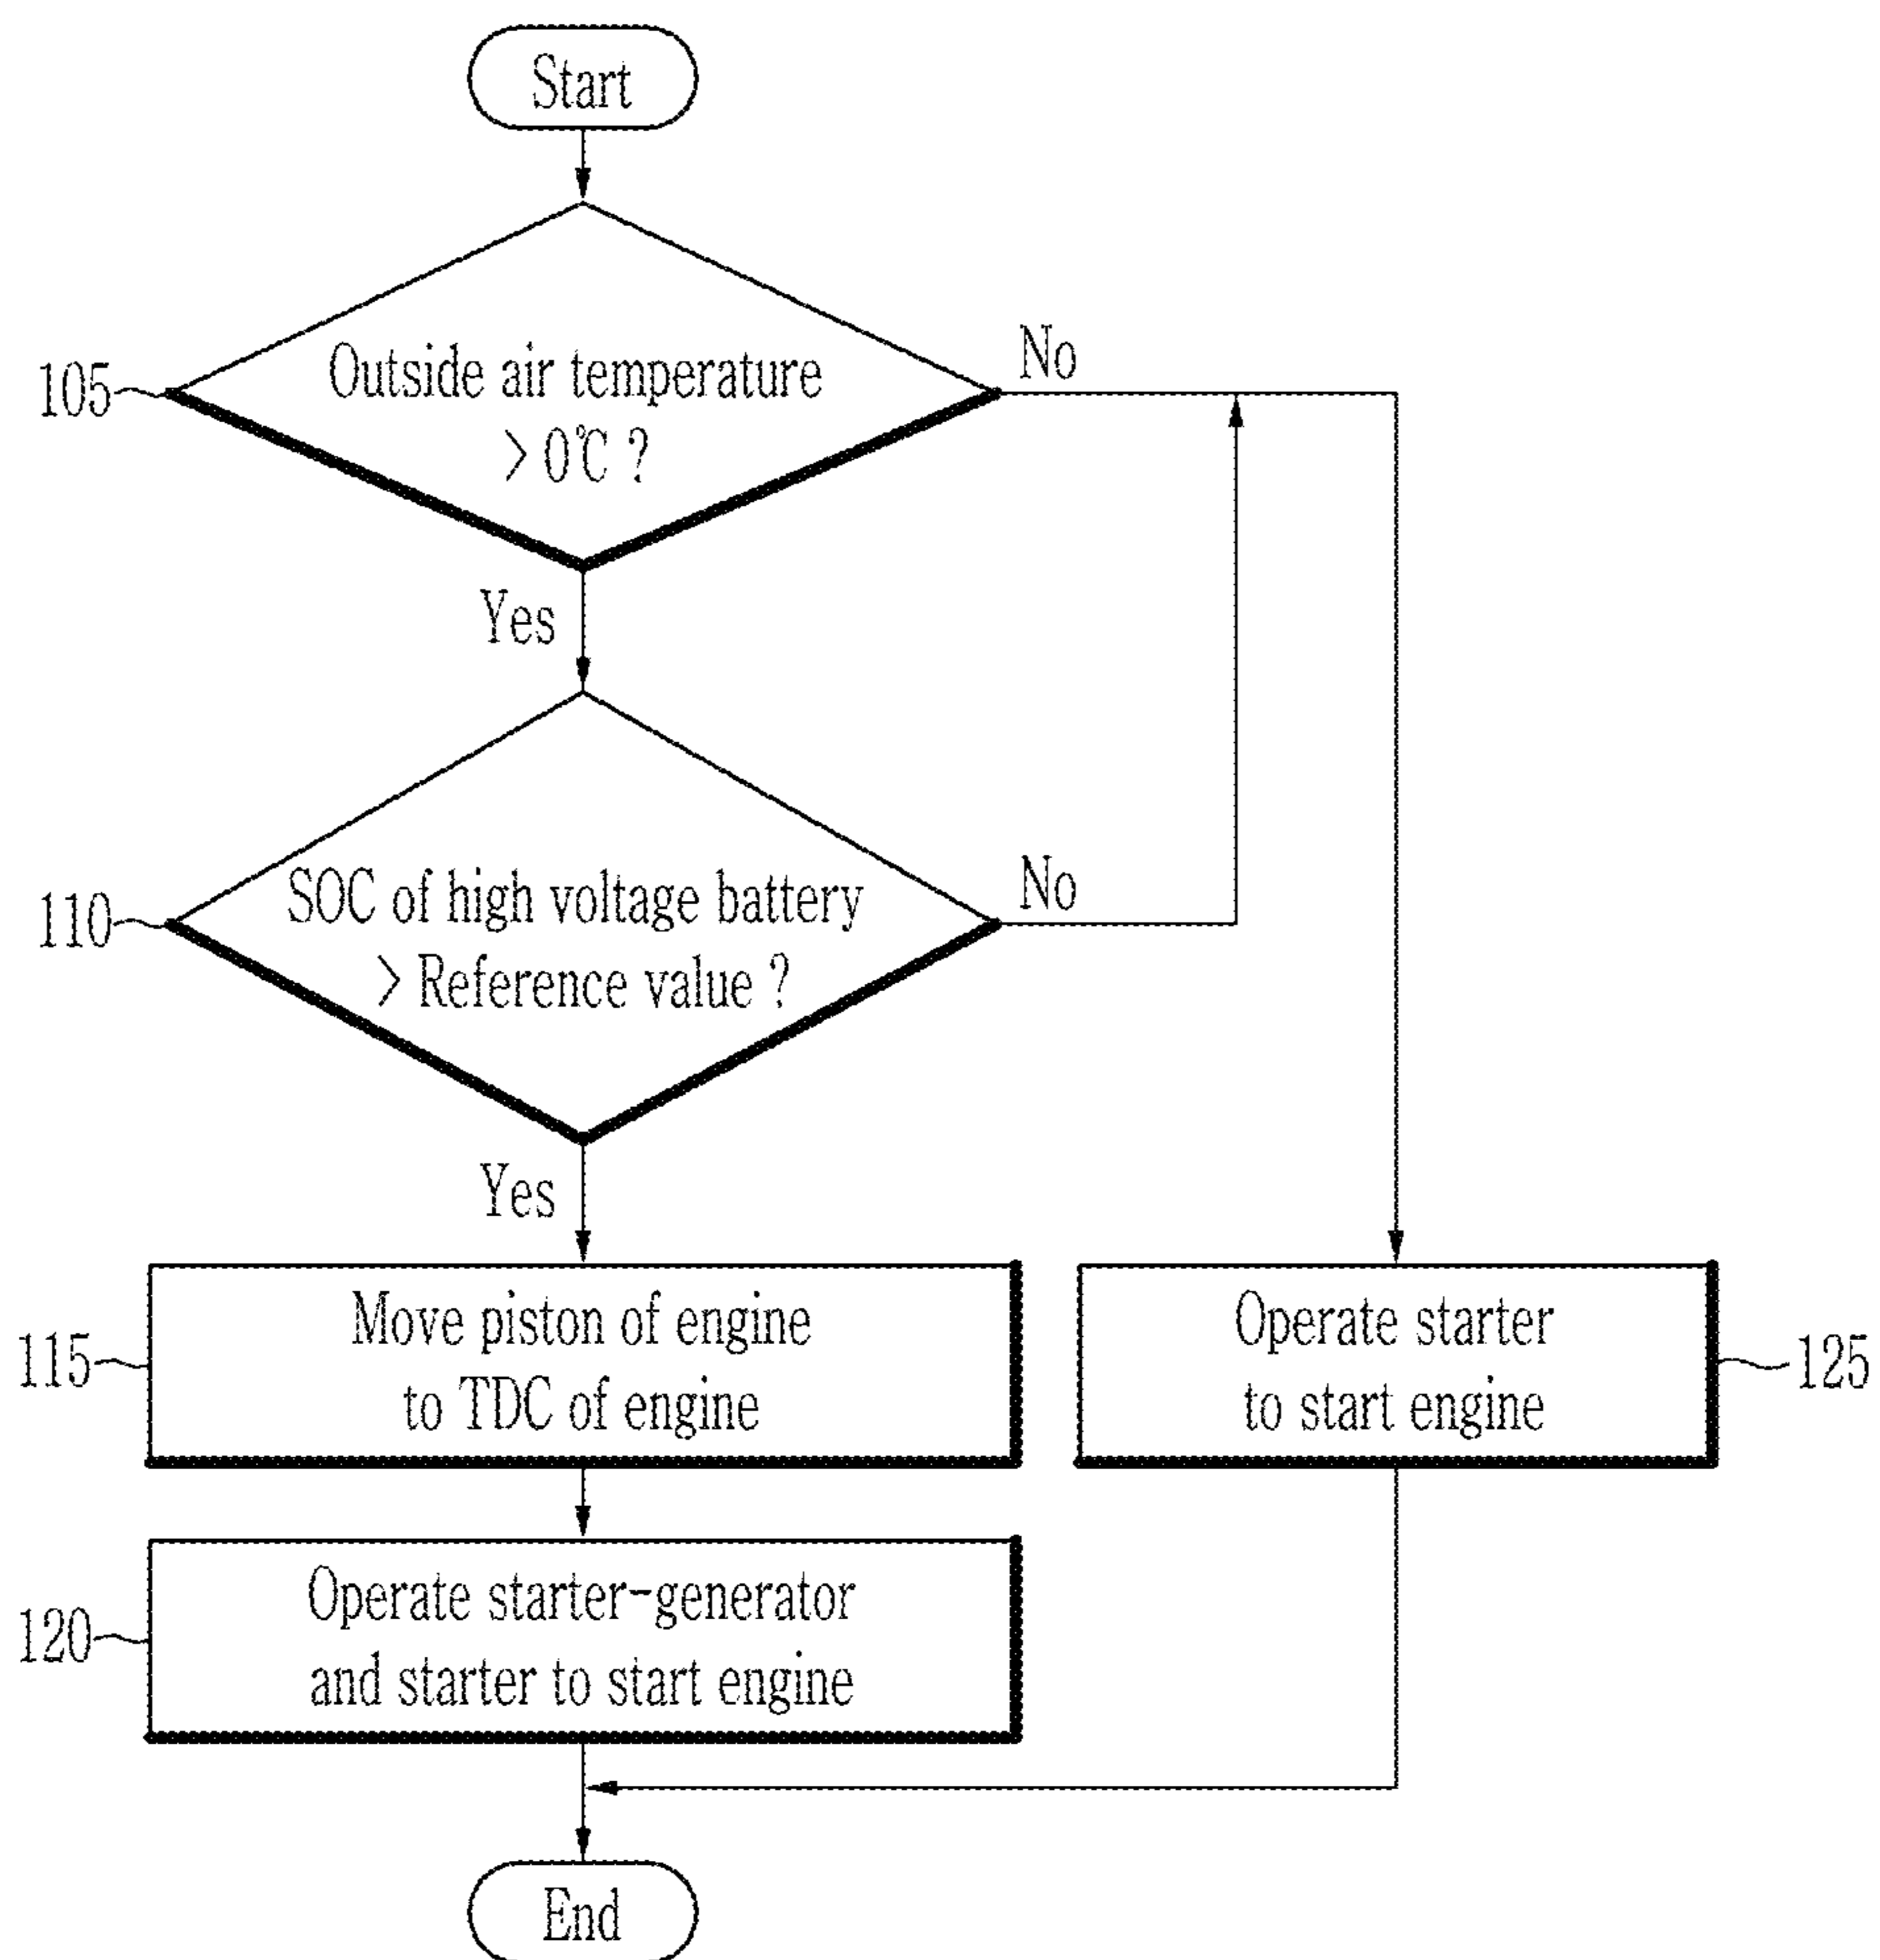 Start
105
Outside air temperature
> 0℃ ?
No
Yes
110
SOC of high voltage battery
> Reference value ?
No
Yes
115
Move piston of engine
to TDC of engine
Operate starter
to start engine
125
120
Operate starter-generator
and starter to start engine
End